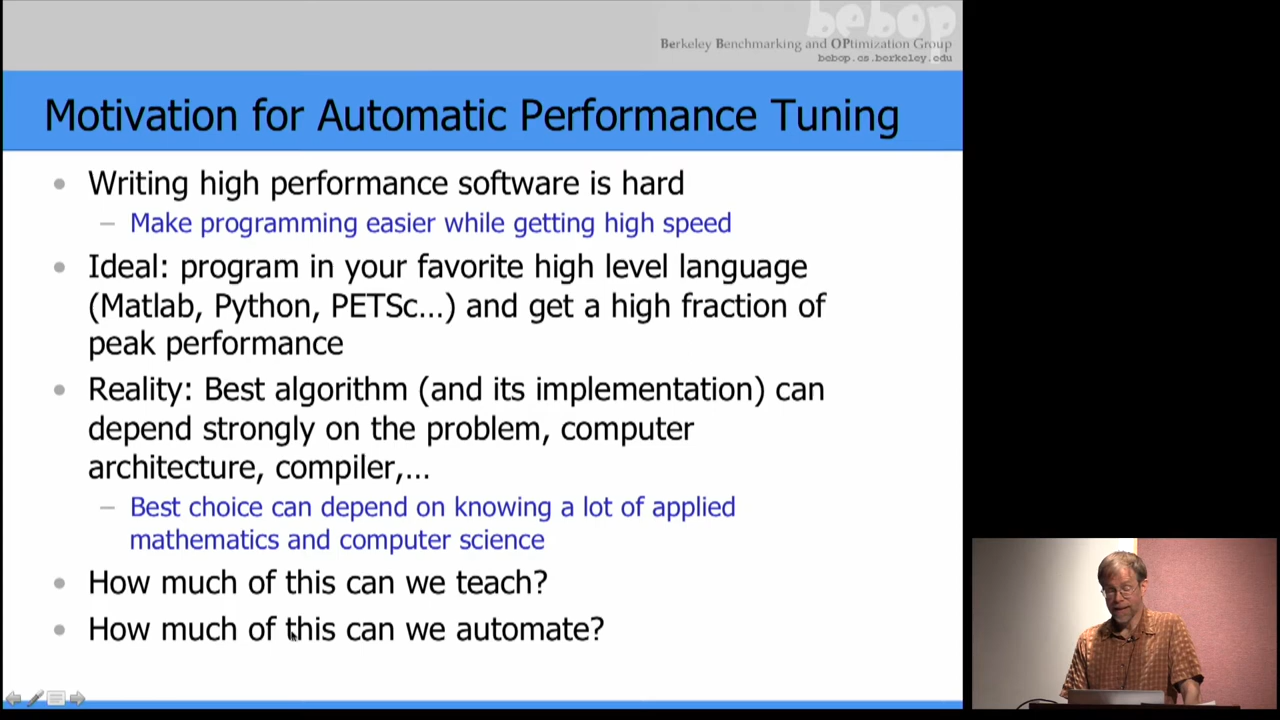 bebop
Berkeley Benchmarking and OPtimization Group
bebop.cs.berkeley.edu
Motivation for Automatic Performance Tuning
• Writing high performance software is hard
– Make programming easier while getting high speed
• Ideal: program in your favorite high level language
(Matlab, Python, PETSc…) and get a high fraction of
peak performance
• Reality: Best algorithm (and its implementation) can
depend strongly on the problem, computer
architecture, compiler,…
– Best choice can depend on knowing a lot of applied
mathematics and computer science
• How much of this can we teach?
• How much of this can we automate?